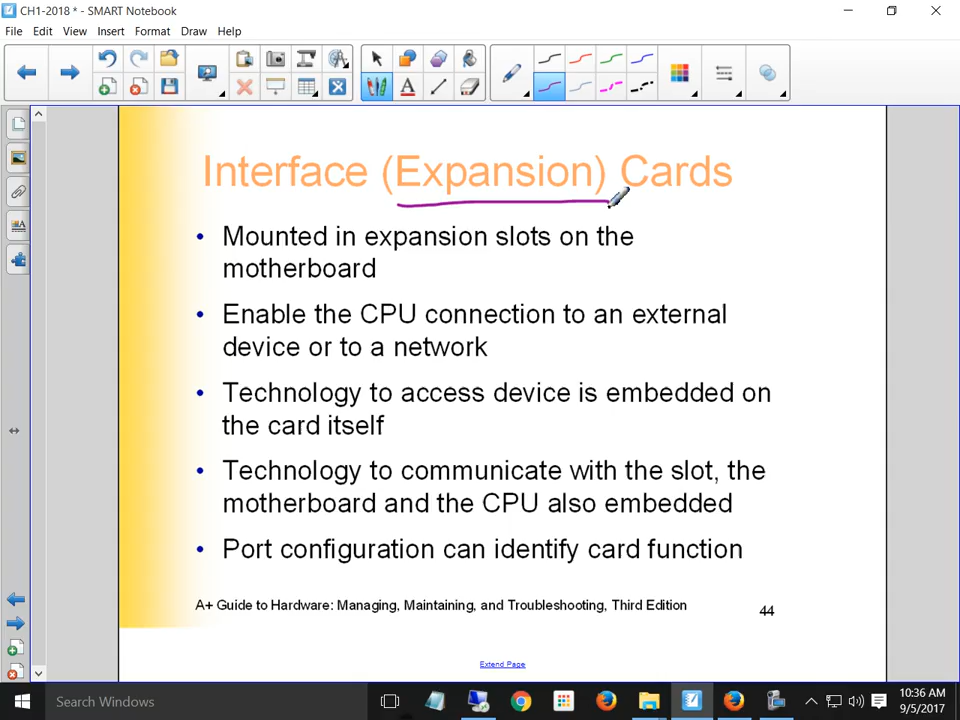 CH1-2018 * - SMART Notebook
File Edit View Insert Format Draw Help
Interface (Expansion) Cards
• Mounted in expansion slots on the
motherboard
• Enable the CPU connection to an external
device or to a network
• Technology to access device is embedded on
the card itself
• Technology to communicate with the slot, the
motherboard and the CPU also embedded
• Port configuration can identify card function
A+ Guide to Hardware: Managing, Maintaining, and Troubleshooting, Third Edition
44
Extend Page
Search Windows
10:36 AM
9/5/2017